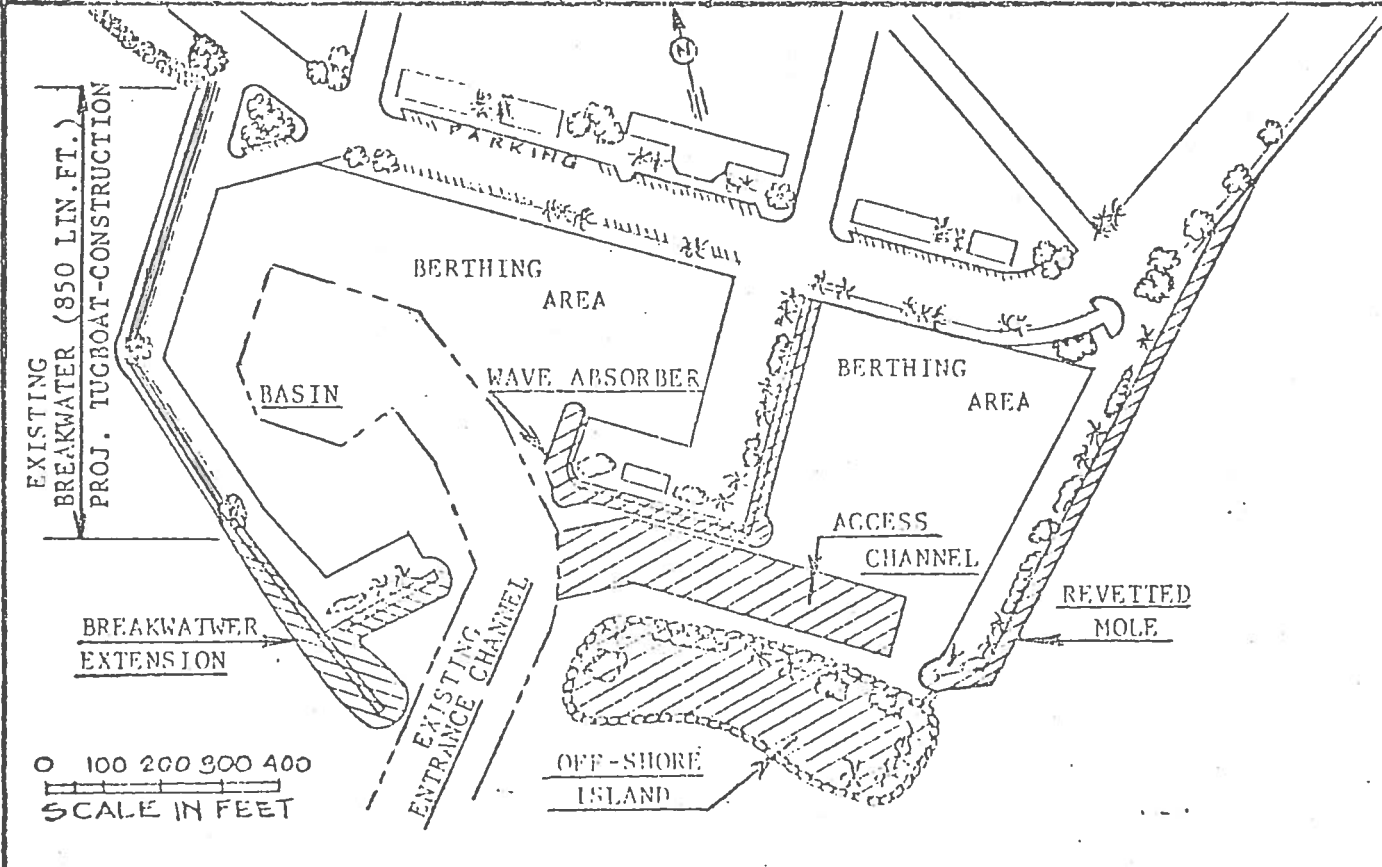 N
PARKING
EXISTING
BREAKWATER (850 LIN.FT.)
PROJ. TUGBOAT-CONSTRUCTION
BERTHING
AREA
BASIN
WAVE ABSORBER
BERTHING
AREA
ACCESS
CHANNEL
REVETTED
MOLE
BREAKWATWER
EXTENSION
EXISTING
ENTRANCE CHANNEL
OFF-SHORE
ISLAND
0 100 200 300 400
SCALE IN FEET